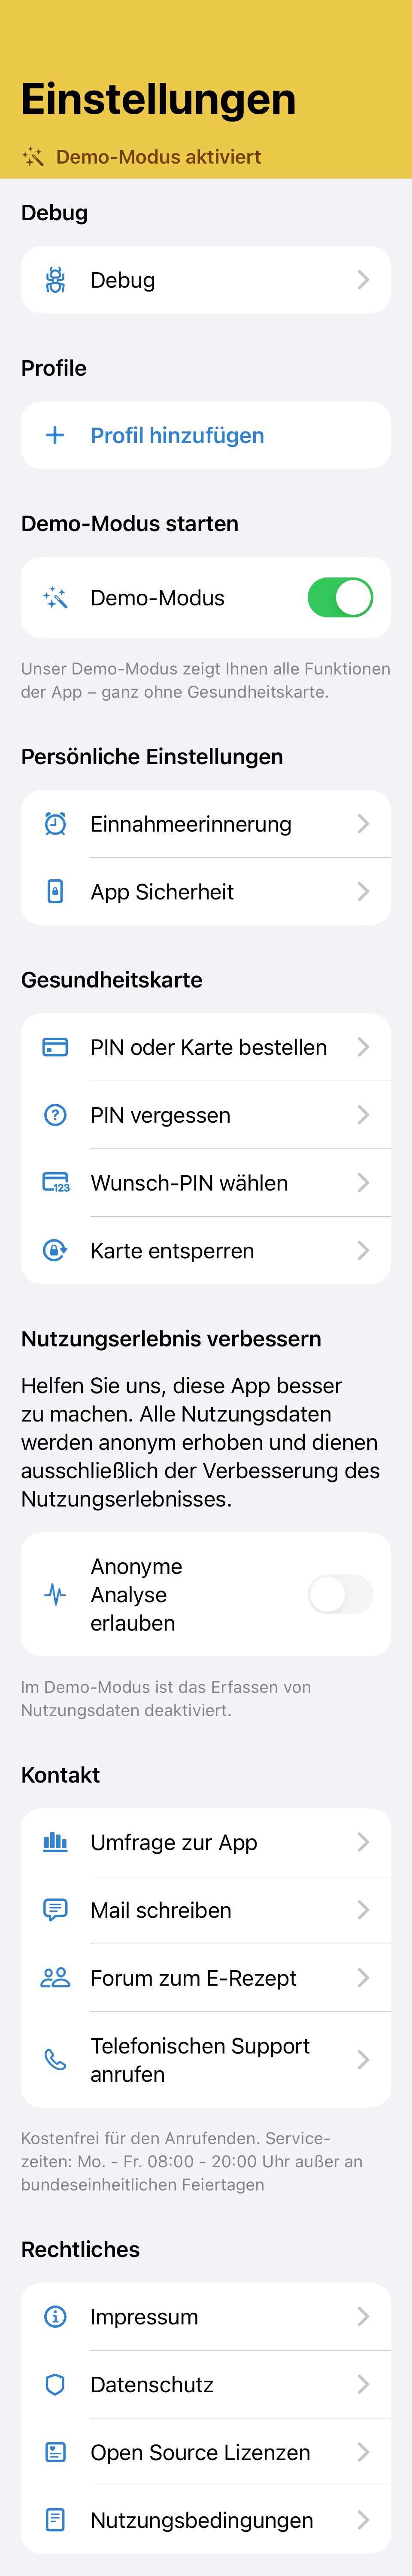 Einstellungen
Demo-Modus aktiviert
Debug
Debug
Profile
Profil hinzufügen
Demo-Modus starten
Demo-Modus
Unser Demo-Modus zeigt Ihnen alle Funktionen
der App – ganz ohne Gesundheitskarte.
Persönliche Einstellungen
Einnahmeerinnerung
App Sicherheit
Gesundheitskarte
PIN oder Karte bestellen
PIN vergessen
123
Wunsch-PIN wählen
Karte entsperren
Nutzungserlebnis verbessern
Helfen Sie uns, diese App besser
zu machen. Alle Nutzungsdaten
werden anonym erhoben und dienen
ausschließlich der Verbesserung des
Nutzungserlebnisses.
Anonyme
Analyse
erlauben
Im Demo-Modus ist das Erfassen von
Nutzungsdaten deaktiviert.
Kontakt
Umfrage zur App
Mail schreiben
Forum zum E-Rezept
Telefonischen Support
anrufen
Kostenfrei für den Anrufenden. Service-
zeiten: Mo. - Fr. 08:00 - 20:00 Uhr außer an
bundeseinheitlichen Feiertagen
Rechtliches
Impressum
Datenschutz
Open Source Lizenzen
Nutzungsbedingungen